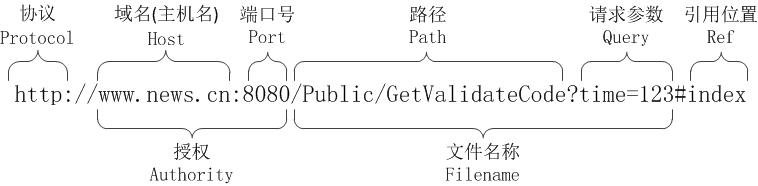 协议 域名(主机名) 端口号 路径 请求参数 引用位置
Protocol Host Port Path Query Ref
http://www.news.cn:8080/Public/GetValidateCode?time=123#index
授权 文件名称
Authority Filename